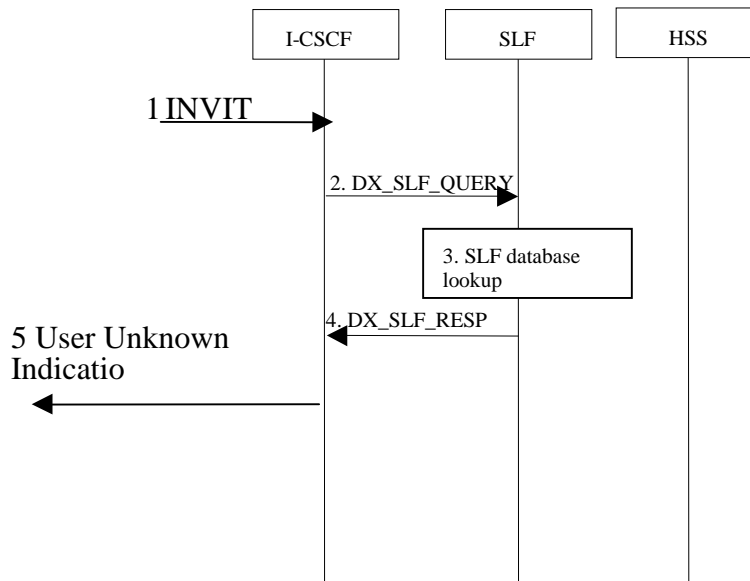 I-CSCF
SLF
HSS
1 INVIT
2. DX_SLF_QUERY
3. SLF database
lookup
4. DX_SLF_RESP
5 User Unknown
Indicatio